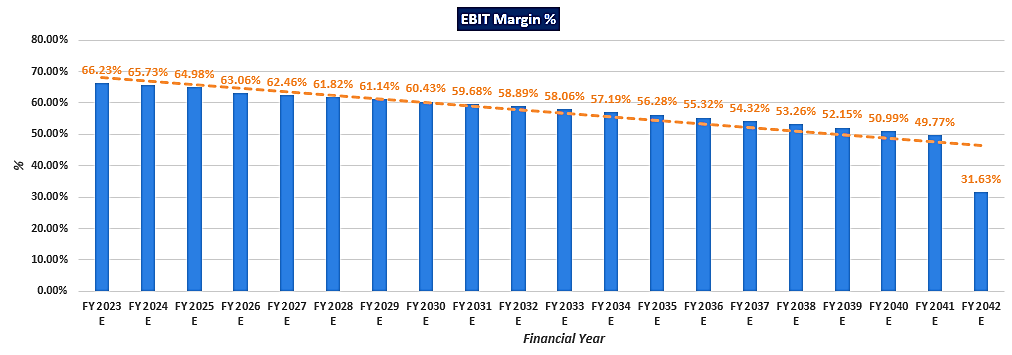 EBIT Margin %
80.00%
70.00%
60.00%
50.00%
40.00%
30.00%
20.00%
10.00%
0.00%
%
66.23% 65.73% 64.98% 63.06% 62.46% 61.82% 61.14% 60.43% 59.68% 58.89% 58.06% 57.19% 56.28% 55.32% 54.32% 53.26% 52.15% 50.99% 49.77% 31.63%
FY 2023 FY 2024 FY 2025 FY 2026 FY 2027 FY 2028 FY 2029 FY 2030 FY 2031 FY 2032 FY 2033 FY 2034 FY 2035 FY 2036 FY 2037 FY 2038 FY 2039 FY 2040 FY 2041 FY 2042
E E E E E E E E E E E E E E E E E E E E
Financial Year